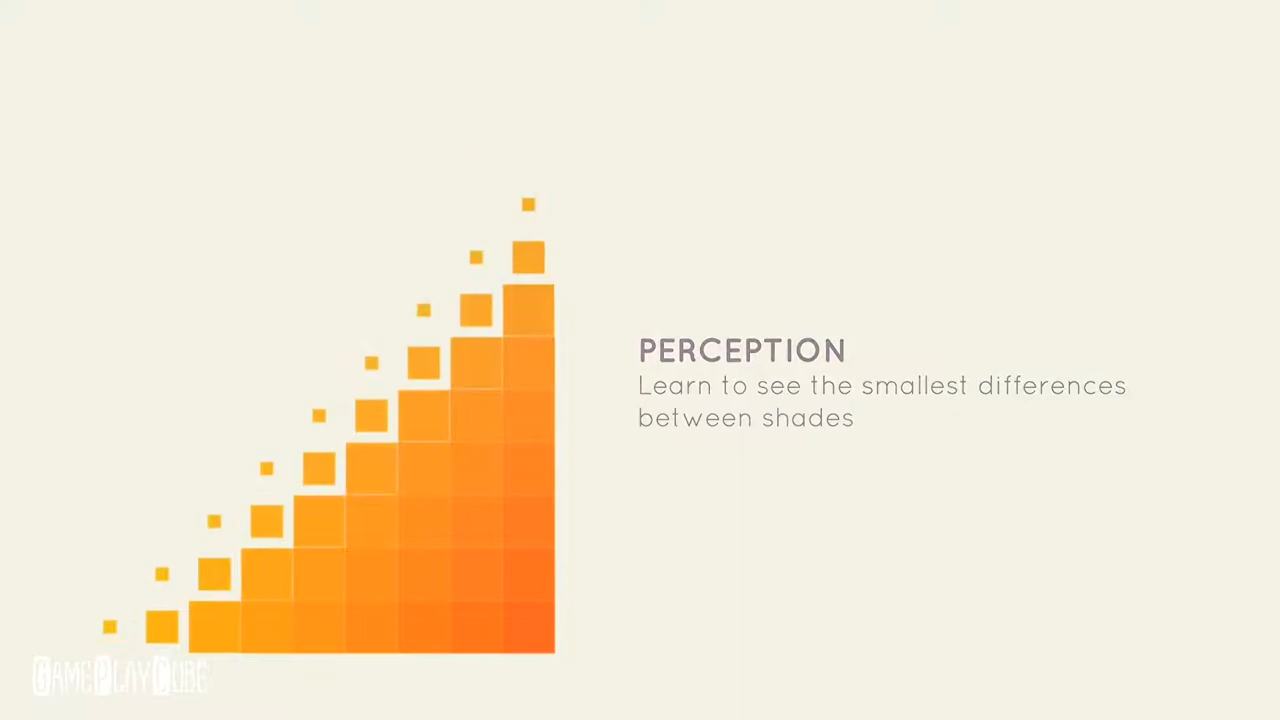 PERCEPTION
Learn to see the smallest differences
between shades
GamePlayCube